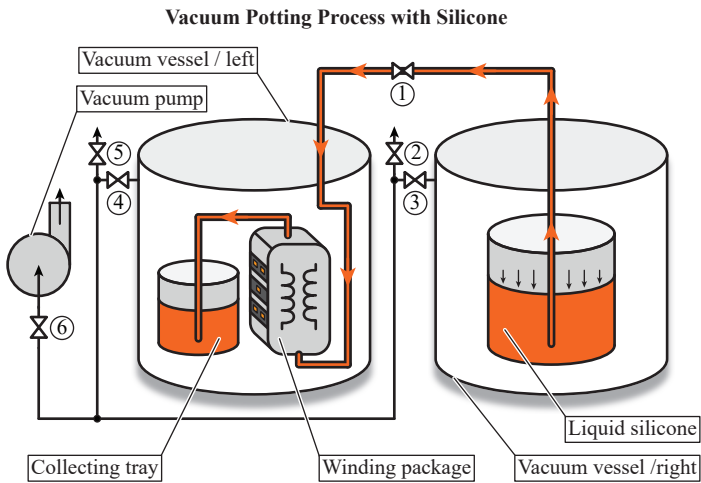 Vacuum Potting Process with Silicone
Vacuum vessel / left
Vacuum pump
1
5
2
4
3
6
Liquid silicone
Collecting tray
Winding package
Vacuum vessel /right